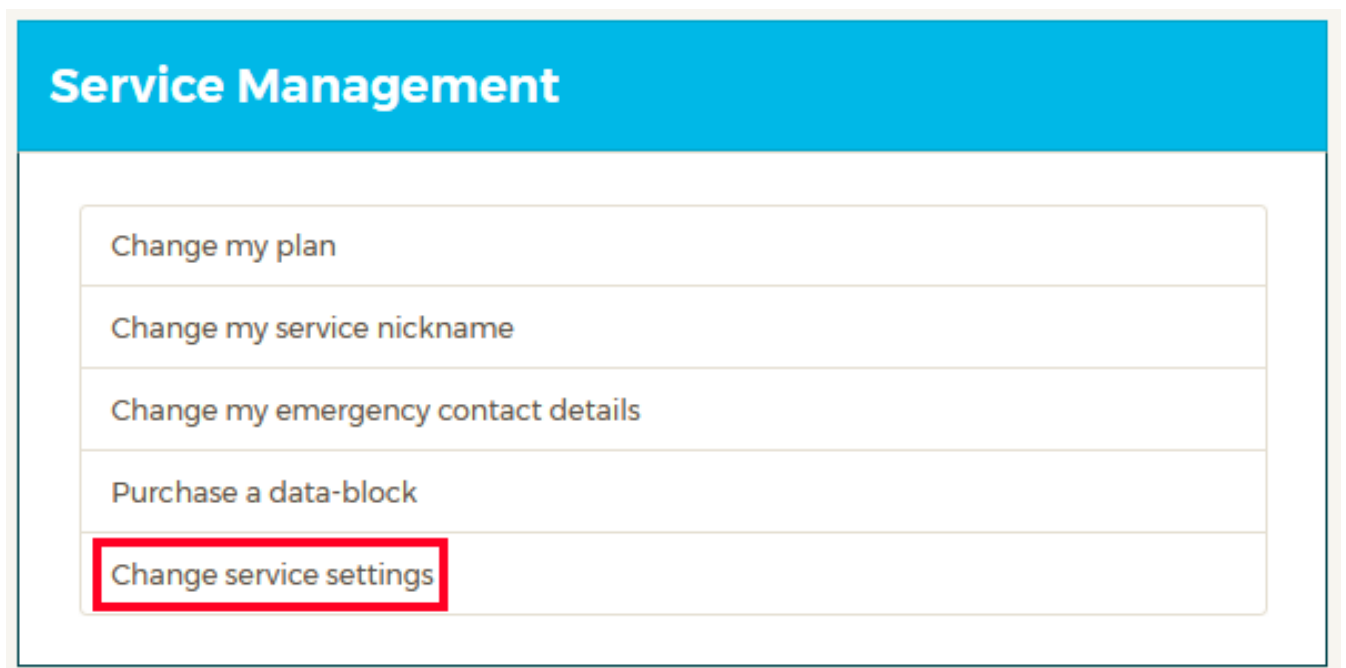 Service Management
Change my plan
Change my service nickname
Change my emergency contact details
Purchase a data-block
Change service settings